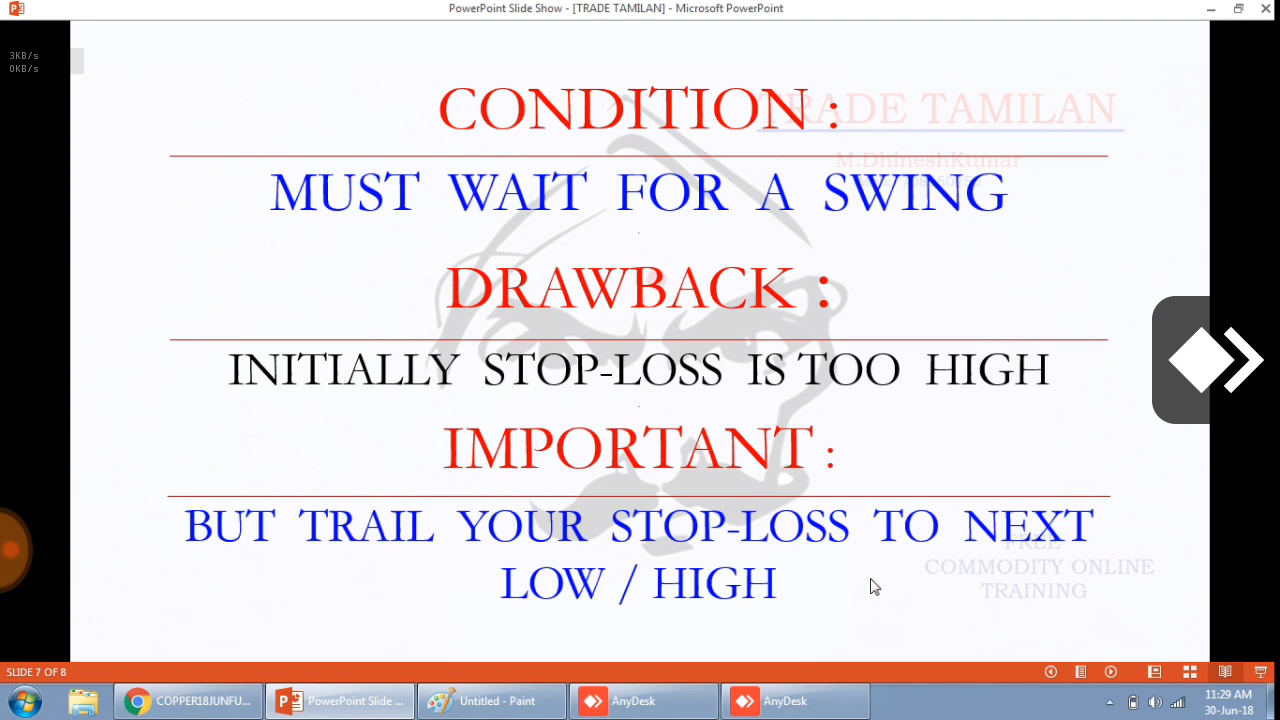 PowerPoint Slide Show - [TRADE TAMILAN] - Microsoft PowerPoint
3KB/s
0KB/s
CONDITION :
TRADE TAMILAN
M.DhineshKumar
MUST WAIT FOR A SWING
DRAWBACK :
INITIALLY STOP-LOSS IS TOO HIGH
IMPORTANT :
BUT TRAIL YOUR STOP-LOSS TO NEXT
LOW / HIGH
FREE
COMMODITY ONLINE
TRAINING
SLIDE 7 OF 8
COPPER18JUNFU...
PowerPoint Slide ...
Untitled - Paint
AnyDesk
AnyDesk
11:29 AM
30-Jun-18